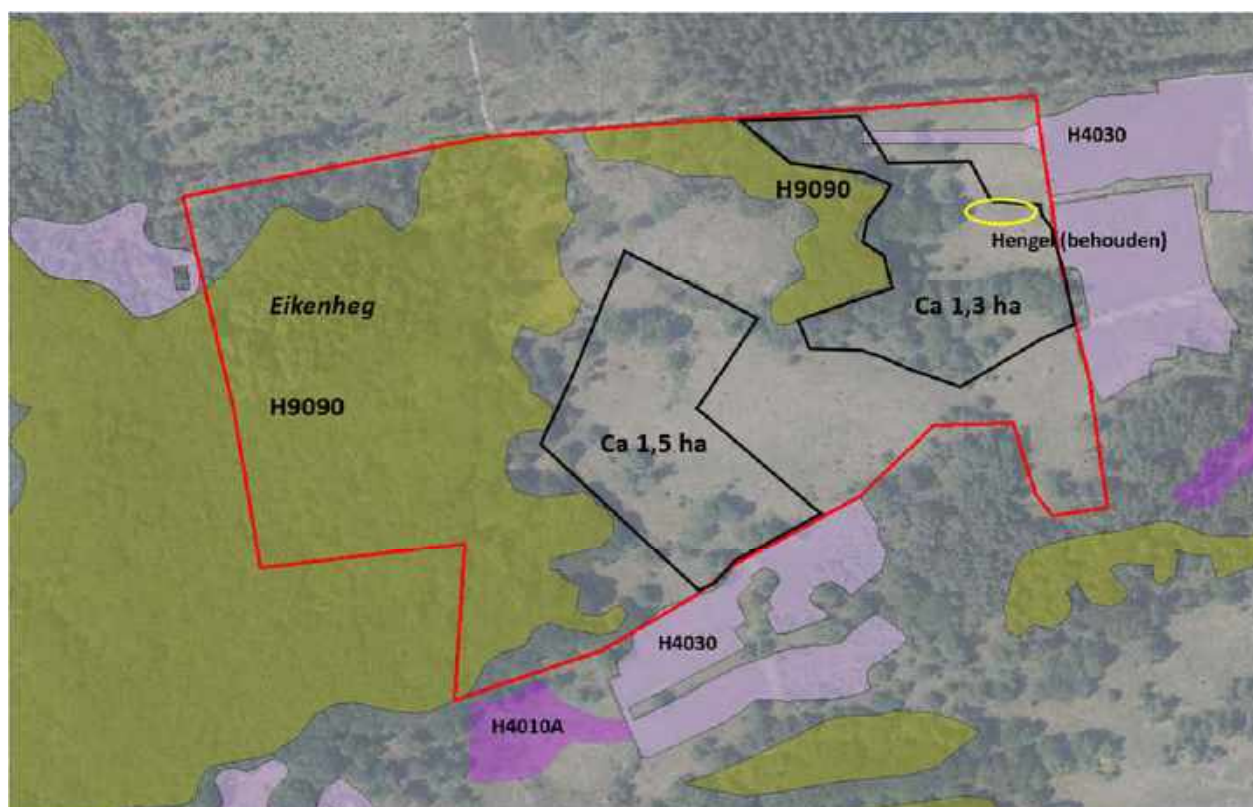 H4030
H9090
Hengel (behouden)
Eikenheg
Ca 1,3 ha
H9090
Ca 1,5 ha
H4030
H4010A